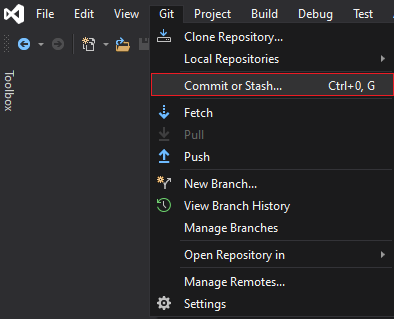 Edit View Git Project Build Debug Test
Clone Repository...
Local Repositories
Commit or Stash... Ctrl+0, G
Fetch
Pull
Push
New Branch...
View Branch History
Manage Branches
Open Repository in
Manage Remotes...
Settings
Toolbox